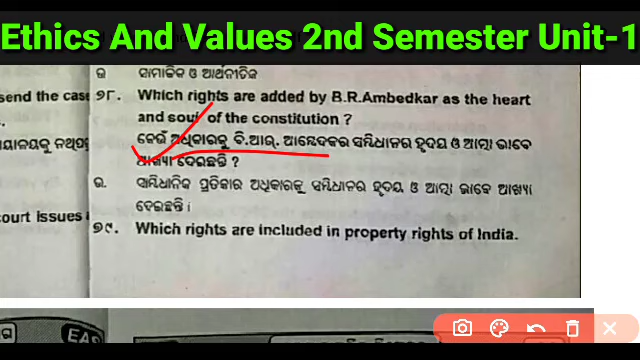 Ethics And Values 2nd Semester Unit-1
ଉ ସାମାଜିକ ଓ ଆର୍ଥନୀତିକ
send the case
୨୮. Which rights are added by B.R.Ambedkar as the heart
and soul of the constitution ?
କେଉଁ ଅଧିକାରକୁ ବି.ଆର୍. ଆମ୍ବେଦକର ସମ୍ବିଧାନର ହୃଦୟ ଓ ଆତ୍ମା ଭାବେ
ଆଖ୍ୟା ଦେଇଛନ୍ତି ?
ଉ. ସାମ୍ବିଧାନିକ ପ୍ରତିକାର ଅଧିକାରକୁ ସମ୍ବିଧାନର ହୃଦୟ ଓ ଆତ୍ମା ଭାବେ ଆଖ୍ୟା
ଦେଇଛନ୍ତି ।
court issues
୨୯. Which rights are included in property rights of India.